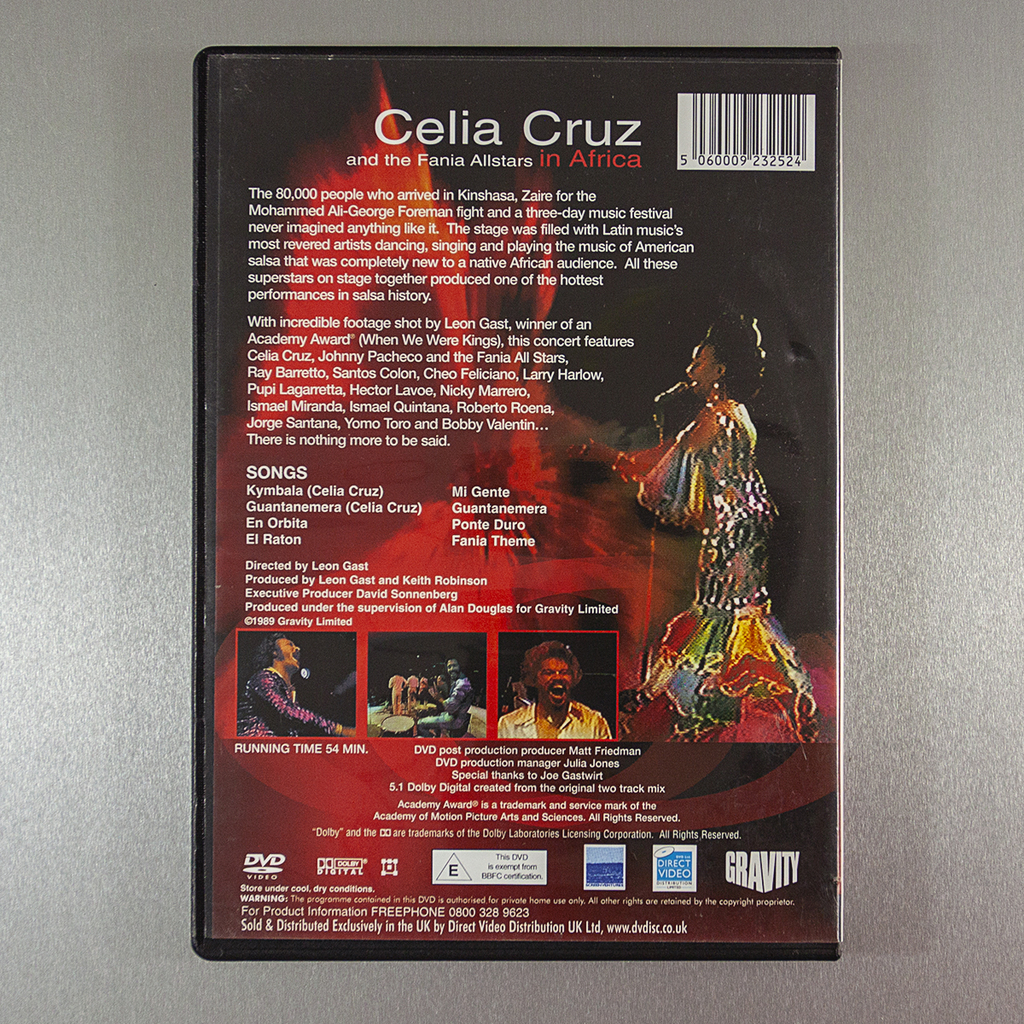 Celia Cruz
and the Fania Allstars in Africa
5 060009 232524
The 80,000 people who arrived in Kinshasa, Zaire for the
Mohammed Ali-George Foreman fight and a three-day music festival
never imagined anything like it. The stage was filled with Latin music's
most revered artists dancing, singing and playing the music of American
salsa that was completely new to a native African audience. All these
superstars on stage together produced one of the hottest
performances in salsa history.
With incredible footage shot by Leon Gast, winner of an
Academy Award® (When We Were Kings), this concert features
Celia Cruz, Johnny Pacheco and the Fania All Stars,
Ray Barretto, Santos Colon, Cheo Feliciano, Larry Harlow,
Pupi Lagarretta, Hector Lavoe, Nicky Marrero,
Ismael Miranda, Ismael Quintana, Roberto Roena,
Jorge Santana, Yomo Toro and Bobby Valentin...
There is nothing more to be said.
SONGS
Kymbala (Celia Cruz)
Guantanemera (Celia Cruz)
En Orbita
El Raton
Mi Gente
Guantanemera
Ponte Duro
Fania Theme
Directed by Leon Gast
Produced by Leon Gast and Keith Robinson
Executive Producer David Sonnenberg
Produced under the supervision of Alan Douglas for Gravity Limited
©1989 Gravity Limited
RUNNING TIME 54 MIN.
DVD post production producer Matt Friedman
DVD production manager Julia Jones
Special thanks to Joe Gastwirt
5.1 Dolby Digital created from the original two track mix
Academy Award® is a trademark and service mark of the
Academy of Motion Picture Arts and Sciences. All Rights Reserved.
"Dolby" and the are trademarks of the Dolby Laboratories Licensing Corporation. All Rights Reserved.
DVD
VIDEO
DOLBY®
DIGITAL
E
This DVD
is exempt from
BBFC certification.
DIRECT
VIDEO
DISTRIBUTION
LIMITED
GRAVITY
Store under cool, dry conditions.
WARNING: The programme contained in this DVD is authorised for private home use only. All other rights are retained by the copyright proprietor.
For Product Information FREEPHONE 0800 328 9623
Sold & Distributed Exclusively in the UK by Direct Video Distribution UK Ltd, www.dvdisc.co.uk